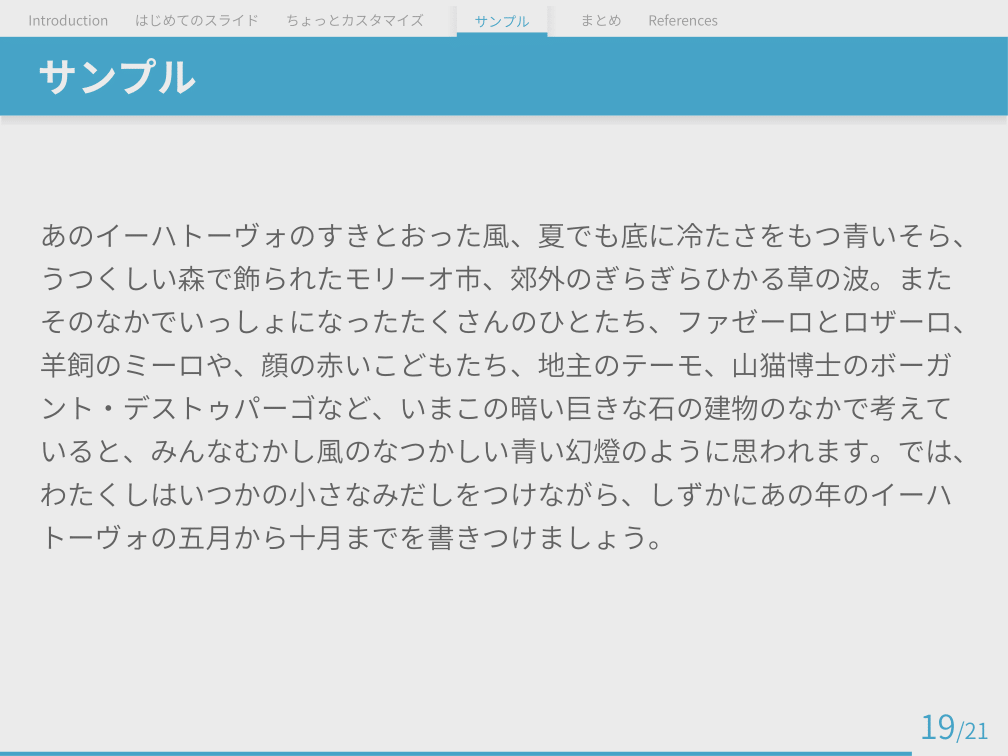 Introduction はじめてのスライド ちょっとカスタマイズ サンプル まとめ References
サンプル
あのイーハトーヴォのすきとおった風、夏でも底に冷たさをもつ青いそら、
うつくしい森で飾られたモリーオ市、郊外のぎらぎらひかる草の波。また
そのなかでいっしょになったたくさんのひとたち、ファゼーロとロザーロ、
羊飼のミーロや、顔の赤いこどもたち、地主のテーモ、山猫博士のボーガ
ント・デストゥパーゴなど、いまこの暗い巨きな石の建物のなかで考えて
いると、みんなむかし風のなつかしい青い幻燈のように思われます。では、
わたくしはいつかの小さなみだしをつけながら、しずかにあの年のイーハ
トーヴォの五月から十月までを書きつけましょう。
19/21